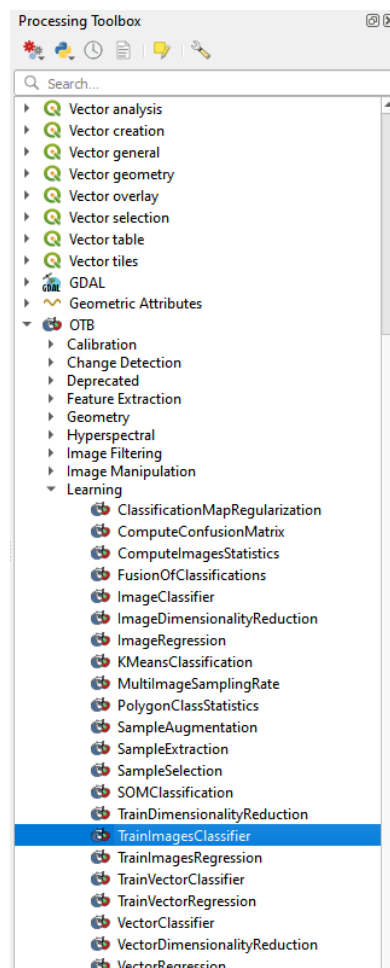 Processing Toolbox
Search...
Vector analysis
Vector creation
Vector general
Vector geometry
Vector overlay
Vector selection
Vector table
Vector tiles
GDAL
Geometric Attributes
OTB
Calibration
Change Detection
Deprecated
Feature Extraction
Geometry
Hyperspectral
Image Filtering
Image Manipulation
Learning
ClassificationMapRegularization
ComputeConfusionMatrix
ComputeImagesStatistics
FusionOfClassifications
ImageClassifier
ImageDimensionalityReduction
ImageRegression
KMeansClassification
MultiImageSamplingRate
PolygonClassStatistics
SampleAugmentation
SampleExtraction
SampleSelection
SOMClassification
TrainDimensionalityReduction
TrainImagesClassifier
TrainImagesRegression
TrainVectorClassifier
TrainVectorRegression
VectorClassifier
VectorDimensionalityReduction
VectorRegression